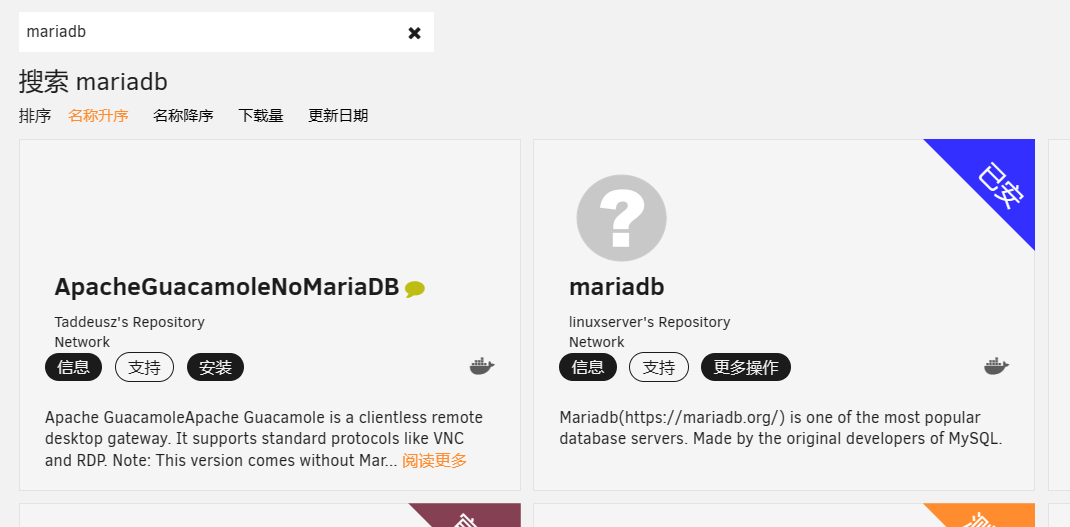 mariadb
搜索 mariadb
排序 名称升序 名称降序 下载量 更新日期
已安
ApacheGuacamoleNoMariaDB
Taddeusz's Repository
Network
信息 支持 安装
Apache GuacamoleApache Guacamole is a clientless remote
desktop gateway. It supports standard protocols like VNC
and RDP. Note: This version comes without Mar... 阅读更多
mariadb
linuxserver's Repository
Network
信息 支持 更多操作
Mariadb(https://mariadb.org/) is one of the most popular
database servers. Made by the original developers of MySQL.